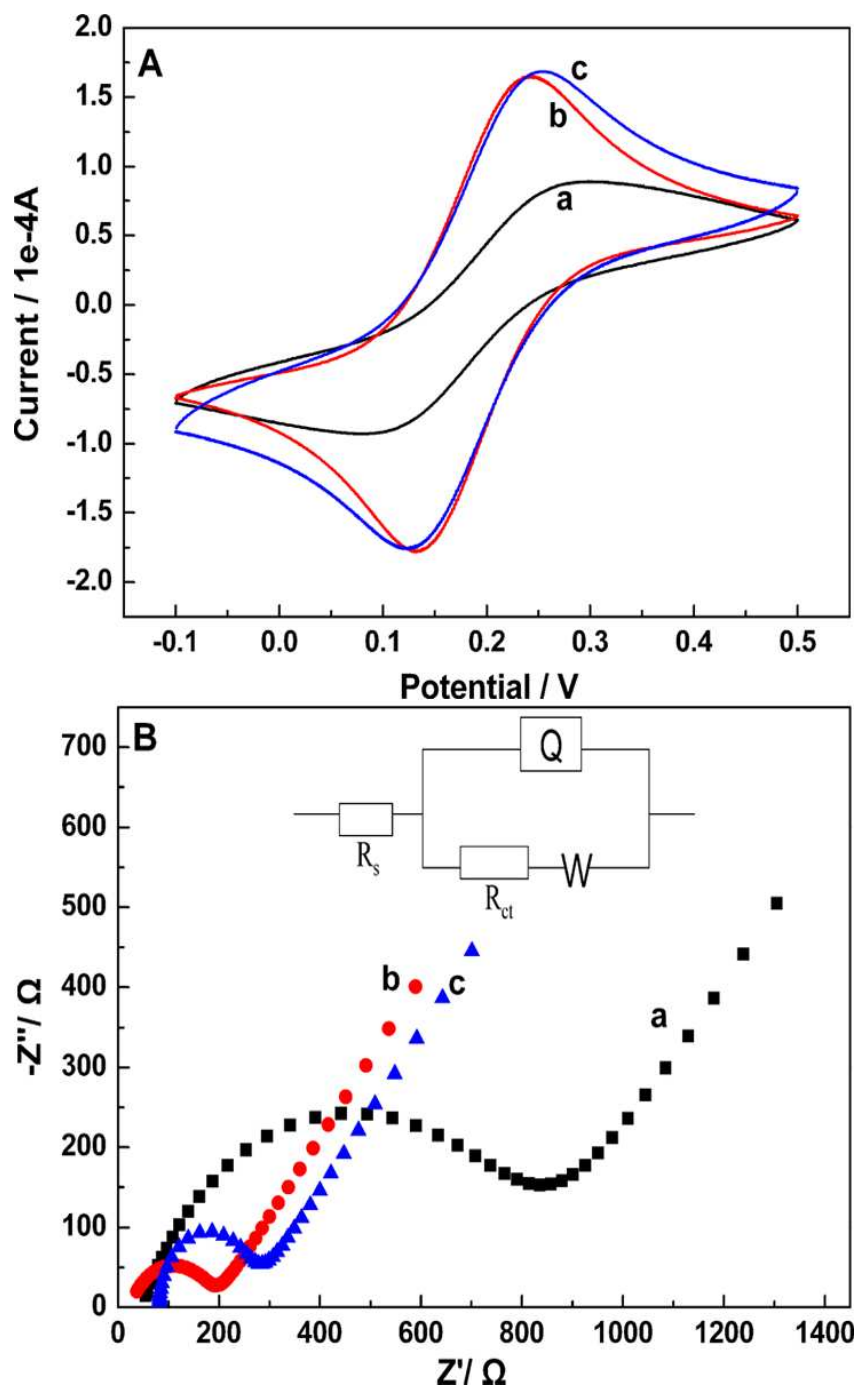 A
2.0
1.5
1.0
0.5
0.0
-0.5
-1.0
-1.5
-2.0
Current / 1e-4A
c
b
a
-0.1 0.0 0.1 0.2 0.3 0.4 0.5
Potential / V
B
700
600
500
400
300
200
100
0
-Z''/ Ω
Q
Rs
Rct
W
b
c
a
0 200 400 600 800 1000 1200 1400
Z'/ Ω